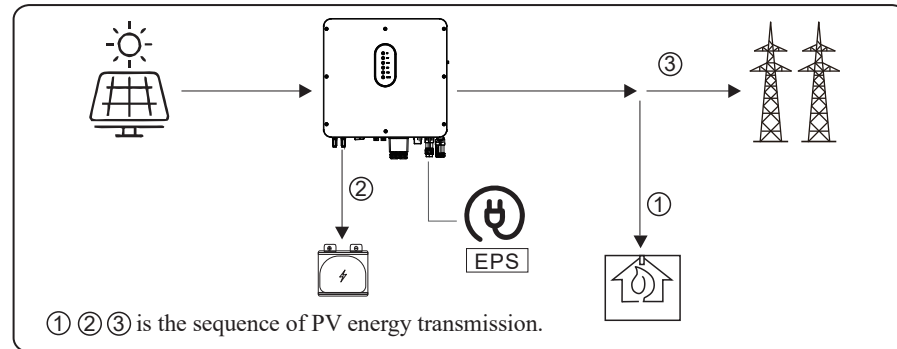 ③
②
①
EPS
① ② ③ is the sequence of PV energy transmission.